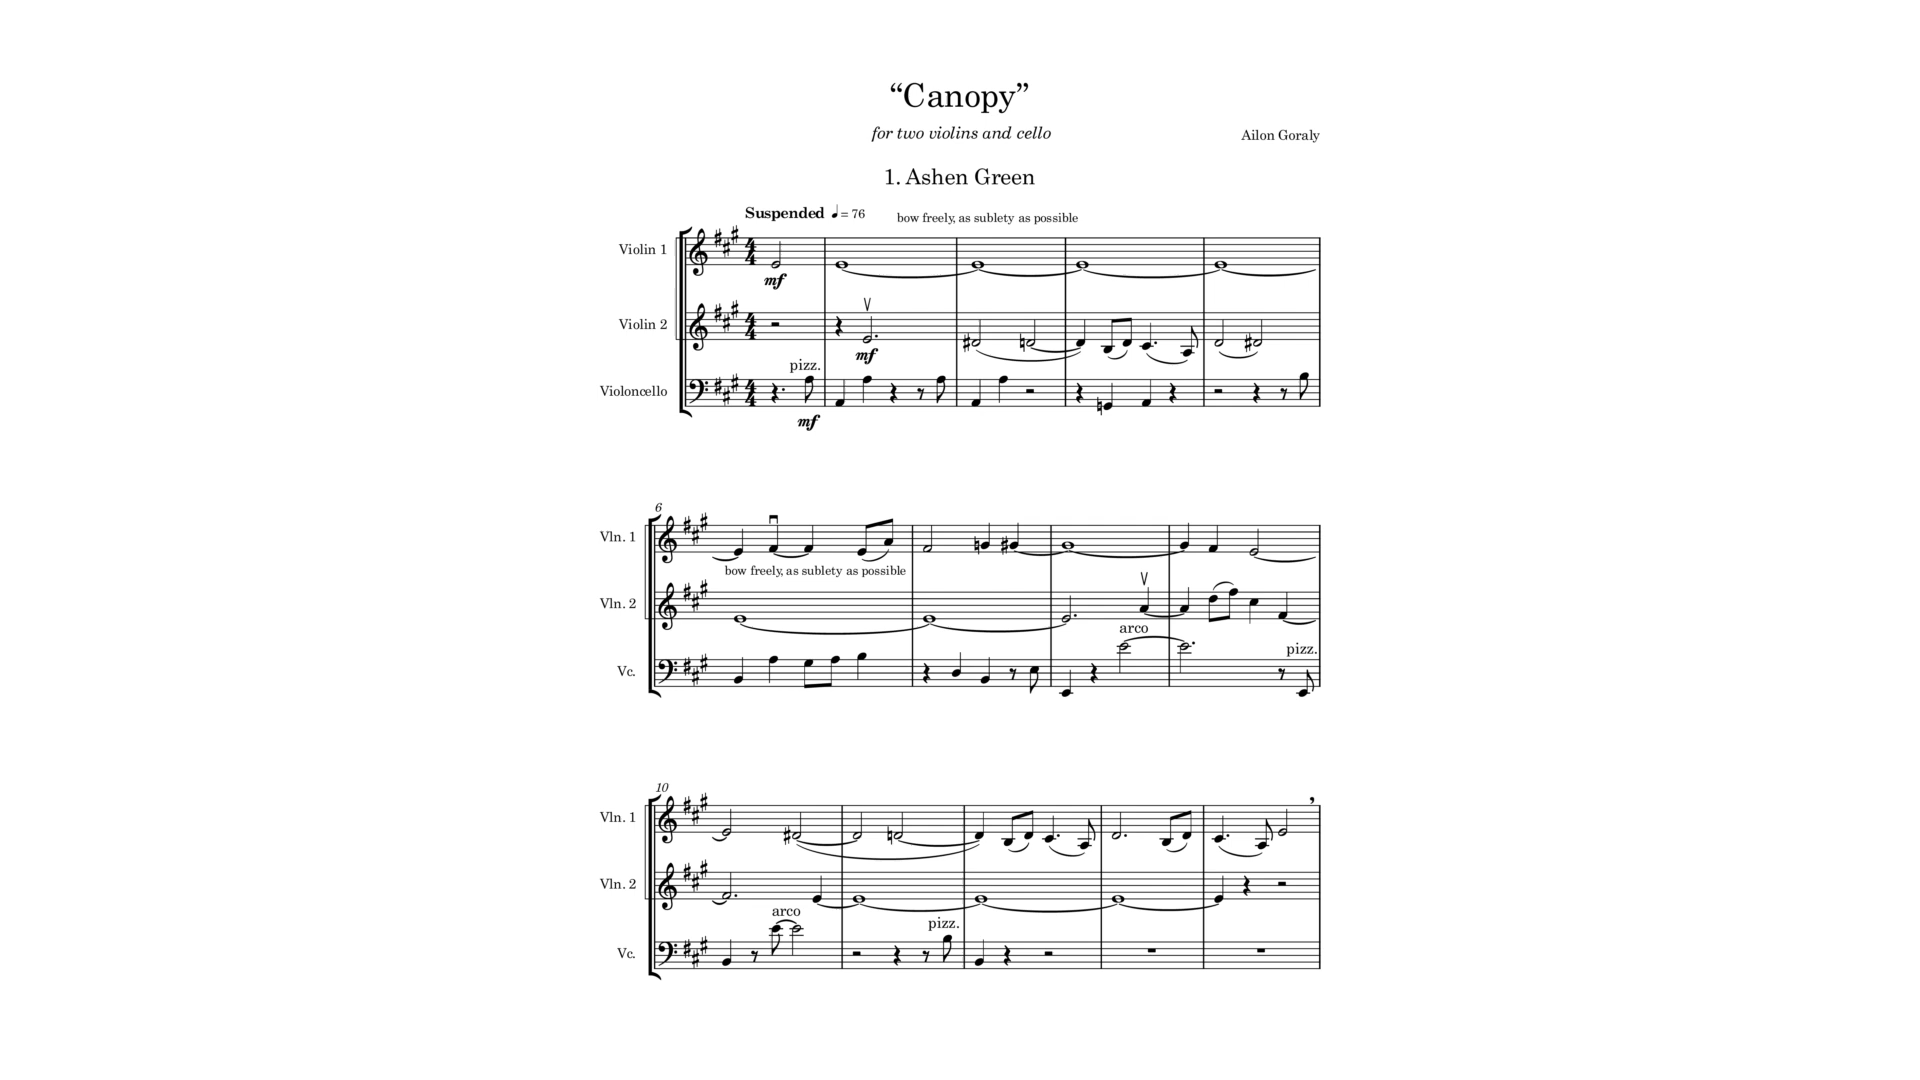 “Canopy”
for two violins and cello
Ailon Goraly
1. Ashen Green
Suspended ♩ = 76
bow freely, as sublety as possible
Violin 1
mf
Violin 2
mf
pizz.
Violoncello
mf
6
Vln. 1
bow freely, as sublety as possible
Vln. 2
arco
pizz.
Vc.
10
Vln. 1
Vln. 2
arco
pizz.
Vc.